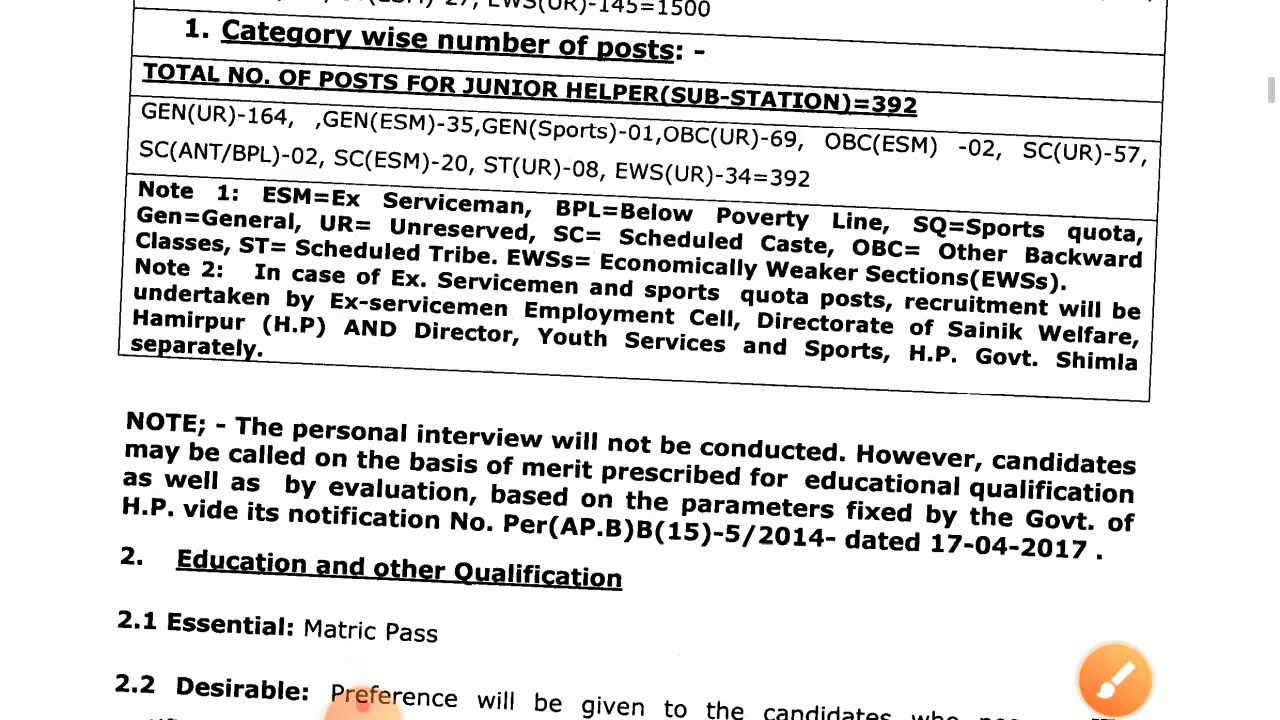 (ESM)-27, EWS(UR)-145=1500
1. Category wise number of posts: -
TOTAL NO. OF POSTS FOR JUNIOR HELPER(SUB-STATION)=392
GEN(UR)-164, ,GEN(ESM)-35,GEN(Sports)-01,OBC(UR)-69, OBC(ESM) -02, SC(UR)-57,
SC(ANT/BPL)-02, SC(ESM)-20, ST(UR)-08, EWS(UR)-34=392
Note 1: ESM=Ex Serviceman, BPL=Below Poverty Line, SQ=Sports quota,
Gen=General, UR= Unreserved, SC= Scheduled Caste, OBC= Other Backward
Classes, ST= Scheduled Tribe. EWSs= Economically Weaker Sections(EWSs).
Note 2: In case of Ex. Servicemen and sports quota posts, recruitment will be
undertaken by Ex-servicemen Employment Cell, Directorate of Sainik Welfare,
Hamirpur (H.P) AND Director, Youth Services and Sports, H.P. Govt. Shimla
separately.
NOTE; - The personal interview will not be conducted. However, candidates
may be called on the basis of merit prescribed for educational qualification
as well as by evaluation, based on the parameters fixed by the Govt. of
H.P. vide its notification No. Per(AP.B)B(15)-5/2014- dated 17-04-2017 .
2. Education and other Qualification
2.1 Essential: Matric Pass
2.2 Desirable: Preference will be given to the candidates who